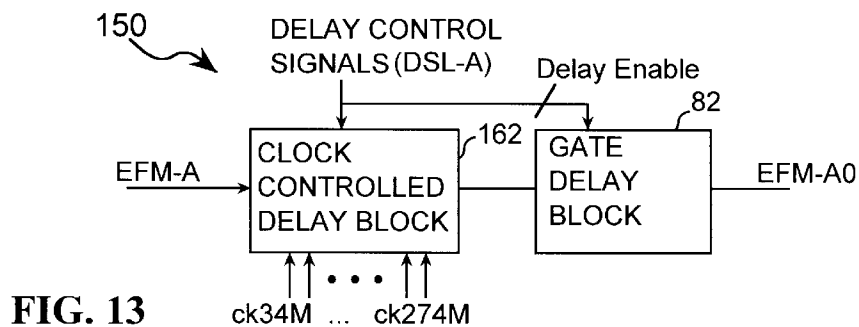 150
DELAY CONTROL
SIGNALS (DSL-A)
Delay Enable
162
82
EFM-A
CLOCK
CONTROLLED
DELAY BLOCK
GATE
DELAY
BLOCK
EFM-A0
• • •
FIG. 13
ck34M ... ck274M